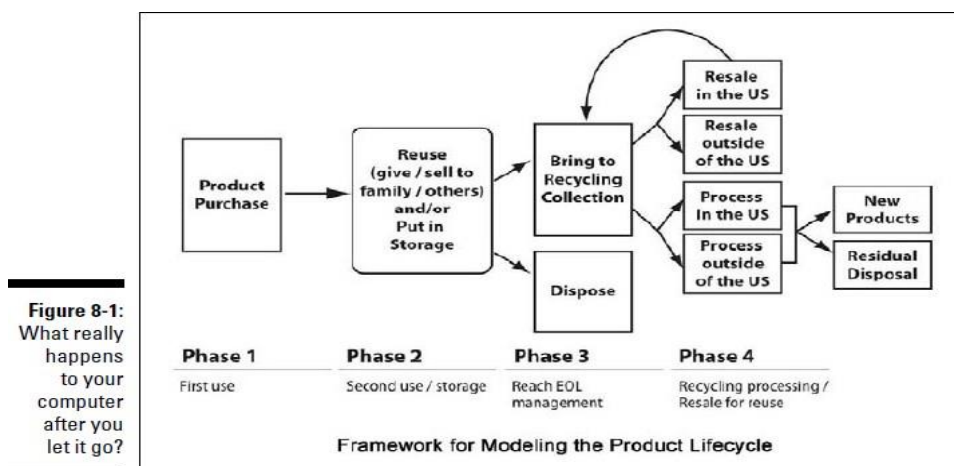 Product
Purchase
Reuse
(give / sell to
family / others)
and/or
Put in
Storage
Bring to
Recycling
Collection
Dispose
Resale
in the US
Resale
outside
of the US
Process
in the US
Process
outside
of the US
New
Products
Residual
Disposal
Phase 1
First use
Phase 2
Second use / storage
Phase 3
Reach EOL
management
Phase 4
Recycling processing /
Resale for reuse
Framework for Modeling the Product Lifecycle
Figure 8-1:
What really
happens
to your
computer
after you
let it go?